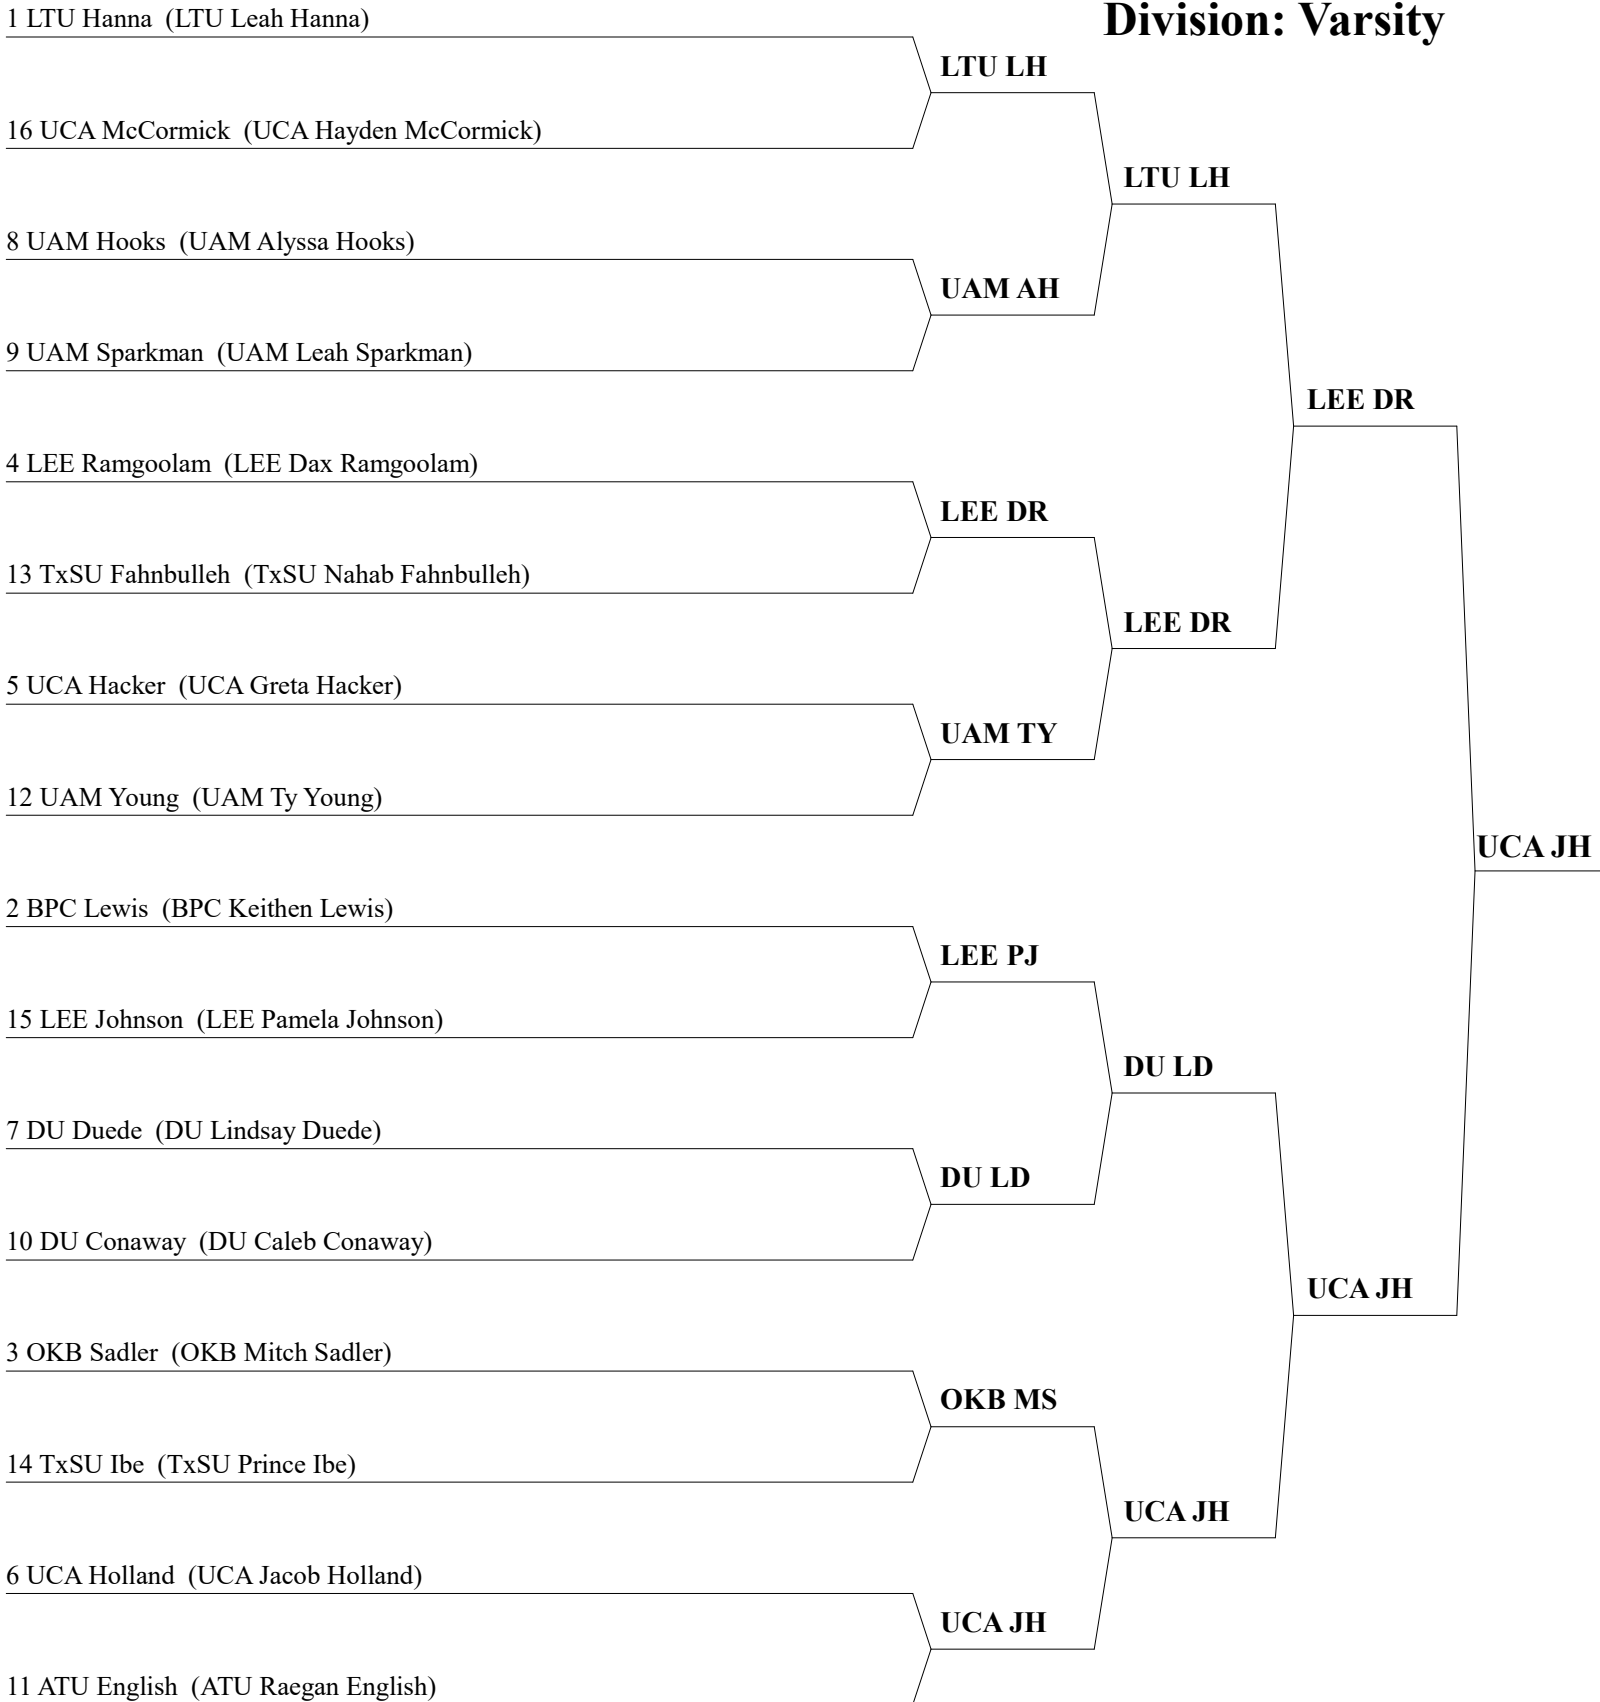 Division: Varsity
1 LTU Hanna (LTU Leah Hanna)
LTU LH
16 UCA McCormick (UCA Hayden McCormick)
LTU LH
8 UAM Hooks (UAM Alyssa Hooks)
UAM AH
9 UAM Sparkman (UAM Leah Sparkman)
LEE DR
4 LEE Ramgoolam (LEE Dax Ramgoolam)
LEE DR
13 TxSU Fahnbulleh (TxSU Nahab Fahnbulleh)
LEE DR
5 UCA Hacker (UCA Greta Hacker)
UAM TY
12 UAM Young (UAM Ty Young)
UCA JH
2 BPC Lewis (BPC Keithen Lewis)
LEE PJ
15 LEE Johnson (LEE Pamela Johnson)
DU LD
7 DU Duede (DU Lindsay Duede)
DU LD
10 DU Conaway (DU Caleb Conaway)
UCA JH
3 OKB Sadler (OKB Mitch Sadler)
OKB MS
14 TxSU Ibe (TxSU Prince Ibe)
UCA JH
6 UCA Holland (UCA Jacob Holland)
UCA JH
11 ATU English (ATU Raegan English)